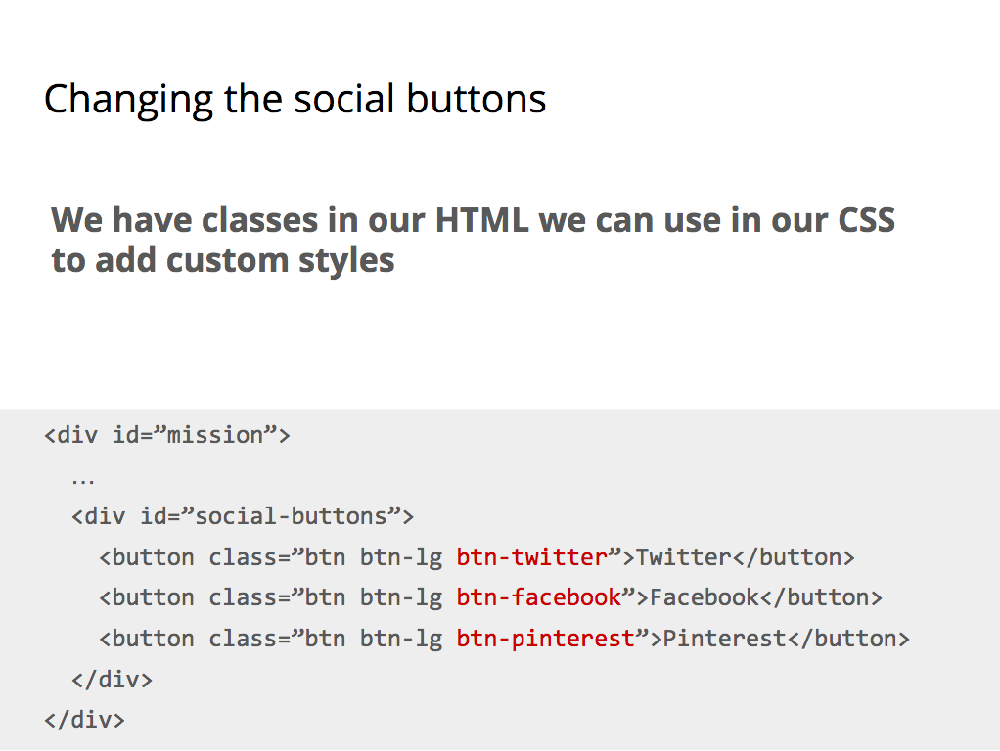 Changing the social buttons
We have classes in our HTML we can use in our CSS
to add custom styles
<div id=”mission”>
…
<div id=”social-buttons”>
<button class=”btn btn-lg btn-twitter”>Twitter</button>
<button class=”btn btn-lg btn-facebook”>Facebook</button>
<button class=”btn btn-lg btn-pinterest”>Pinterest</button>
</div>
</div>